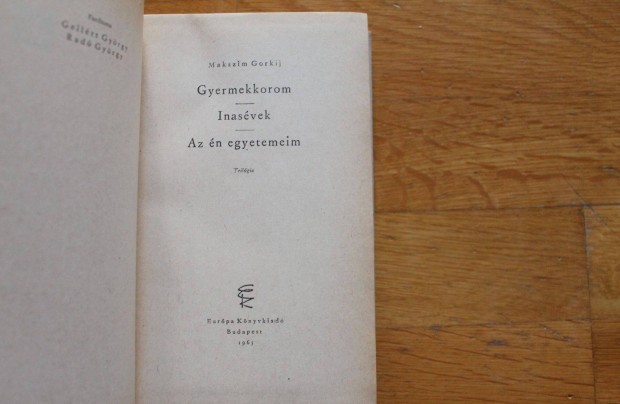 Fordította
Gellért György
Radó György
Makszim Gorkij
Gyermekkorom
Inasévek
Az én egyetemeim
Trilógia
Európa Könyvkiadó
Budapest